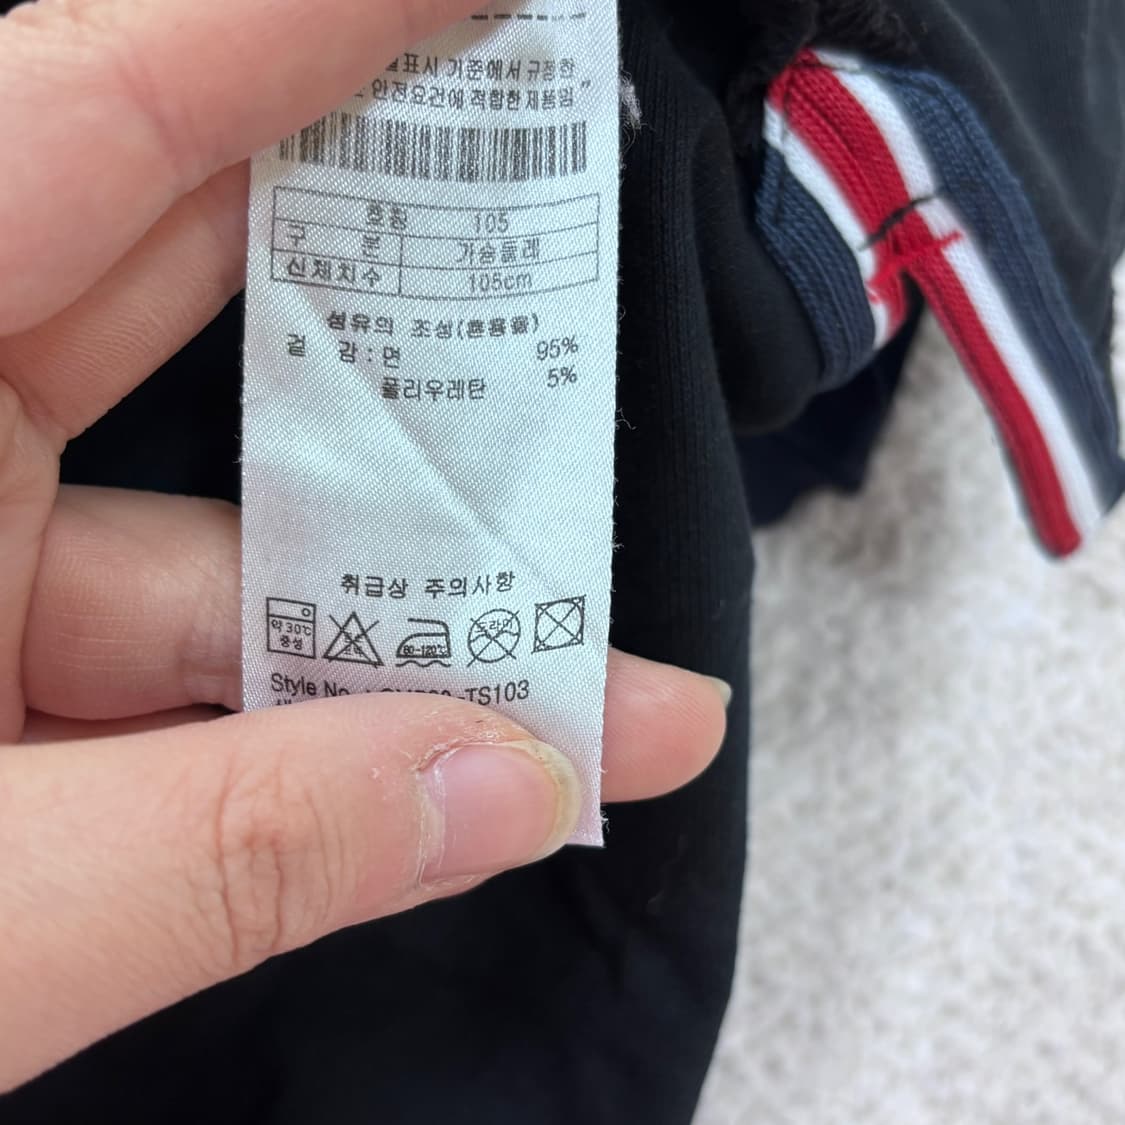 표시 기준에서 규정한
안전요건에 적합한 제품임"
호칭 105
구 분 가슴둘레
신체치수 105cm
섬유의 조성(혼용율)
겉 감 : 면 95%
폴리우레탄 5%
취급상 주의사항
약 30℃ 중성 80~120℃ 드라이
Style No TS103